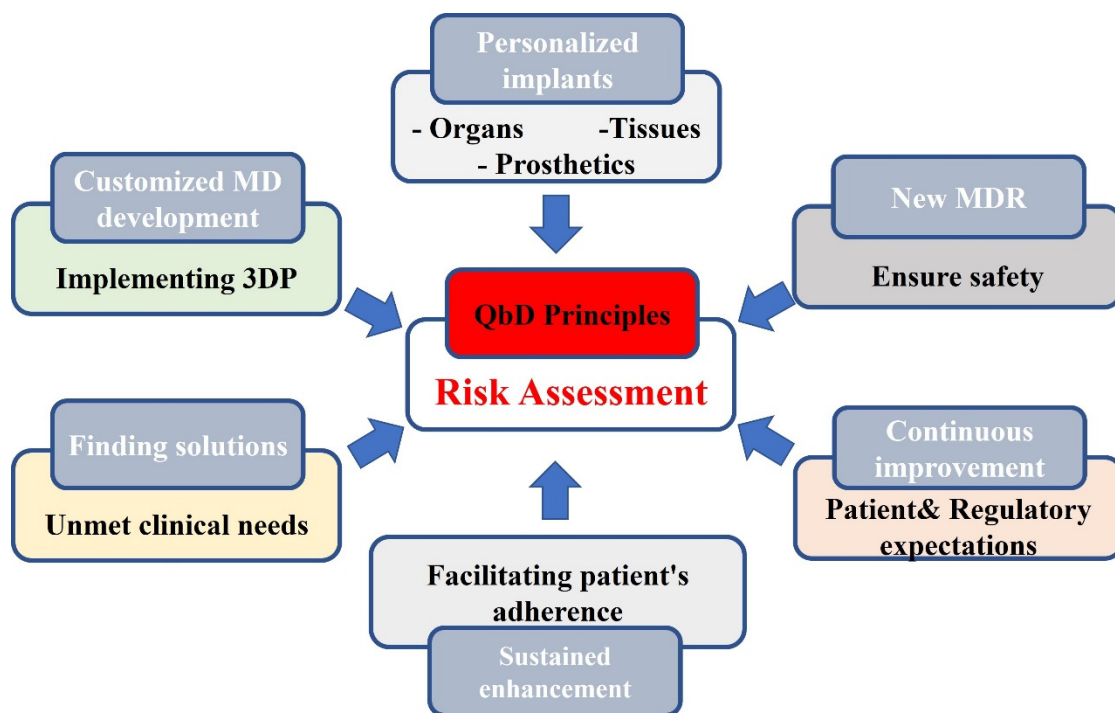 Personalized
implants
- Organs -Tissues
- Prosthetics
Customized MD
development
Implementing 3DP
New MDR
Ensure safety
QbD Principles
Risk Assessment
Finding solutions
Unmet clinical needs
Continuous
improvement
Patient& Regulatory
expectations
Facilitating patient's
adherence
Sustained
enhancement